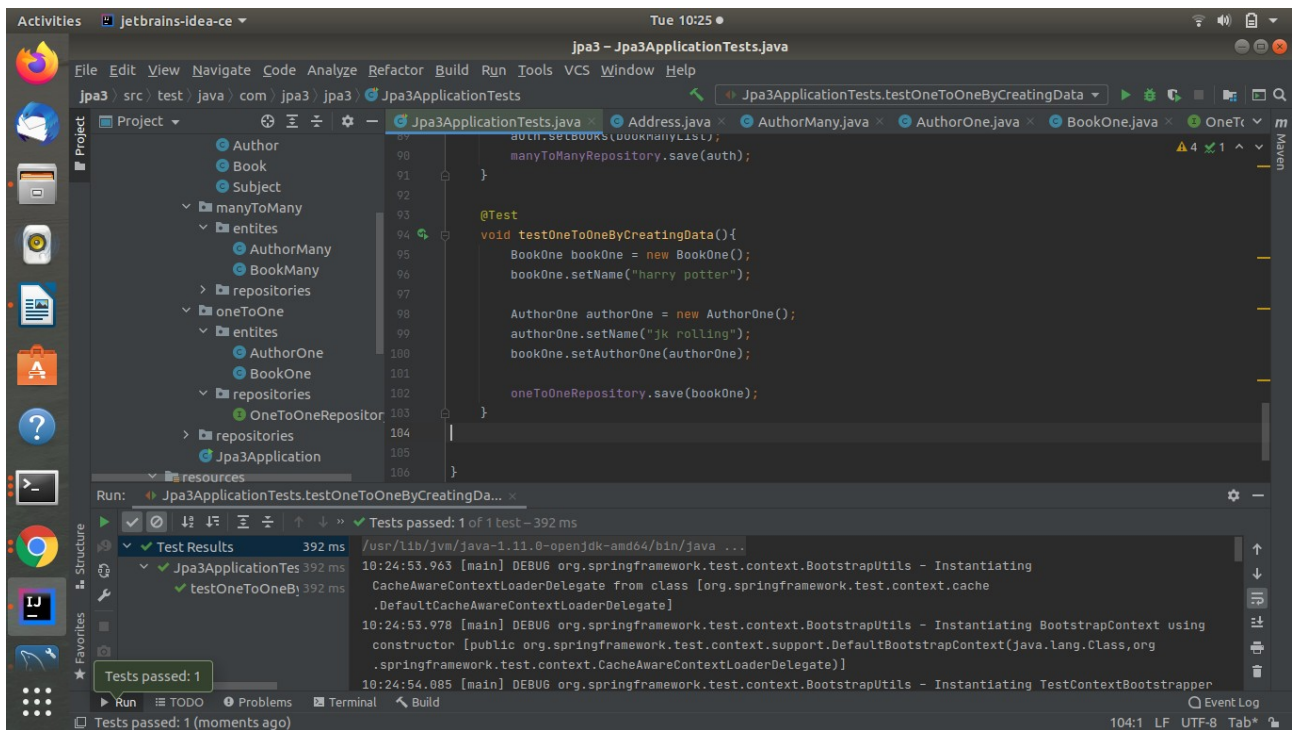 Activities jetbrains-idea-ce Tue 10:25
jpa3 – Jpa3ApplicationTests.java
File Edit View Navigate Code Analyze Refactor Build Run Tools VCS Window Help
jpa3 src test java com jpa3 jpa3 Jpa3ApplicationTests Jpa3ApplicationTests.testOneToOneByCreatingData
Project Jpa3ApplicationTests.java Address.java AuthorMany.java AuthorOne.java BookOne.java OneTo
Project
Maven
4 1
Author
Book
Subject
manyToMany
entites
AuthorMany
BookMany
repositories
oneToOne
entites
AuthorOne
BookOne
repositories
OneToOneRepositor
repositories
Jpa3Application
resources
89 auth.setBooks(bookManyList);
90 manyToManyRepository.save(auth);
91 }
92
93 @Test
94 void testOneToOneByCreatingData(){
95 BookOne bookOne = new BookOne();
96 bookOne.setName("harry potter");
97
98 AuthorOne authorOne = new AuthorOne();
99 authorOne.setName("jk rolling");
100 bookOne.setAuthorOne(authorOne);
101
102 oneToOneRepository.save(bookOne);
103 }
104
105
106 }
Run: Jpa3ApplicationTests.testOneToOneByCreatingDa...
Tests passed: 1 of 1 test – 392 ms
Test Results 392 ms
Jpa3ApplicationTes 392 ms
testOneToOneBy 392 ms
/usr/lib/jvm/java-1.11.0-openjdk-amd64/bin/java ...
10:24:53.963 [main] DEBUG org.springframework.test.context.BootstrapUtils - Instantiating
CacheAwareContextLoaderDelegate from class [org.springframework.test.context.cache
.DefaultCacheAwareContextLoaderDelegate]
10:24:53.978 [main] DEBUG org.springframework.test.context.BootstrapUtils - Instantiating BootstrapContext using
constructor [public org.springframework.test.context.support.DefaultBootstrapContext(java.lang.Class,org
.springframework.test.context.CacheAwareContextLoaderDelegate)]
10:24:54.085 [main] DEBUG org.springframework.test.context.BootstrapUtils - Instantiating TestContextBootstrapper
Structure
Favorites
Tests passed: 1
Run TODO Problems Terminal Build Event Log
Tests passed: 1 (moments ago) 104:1 LF UTF-8 Tab*